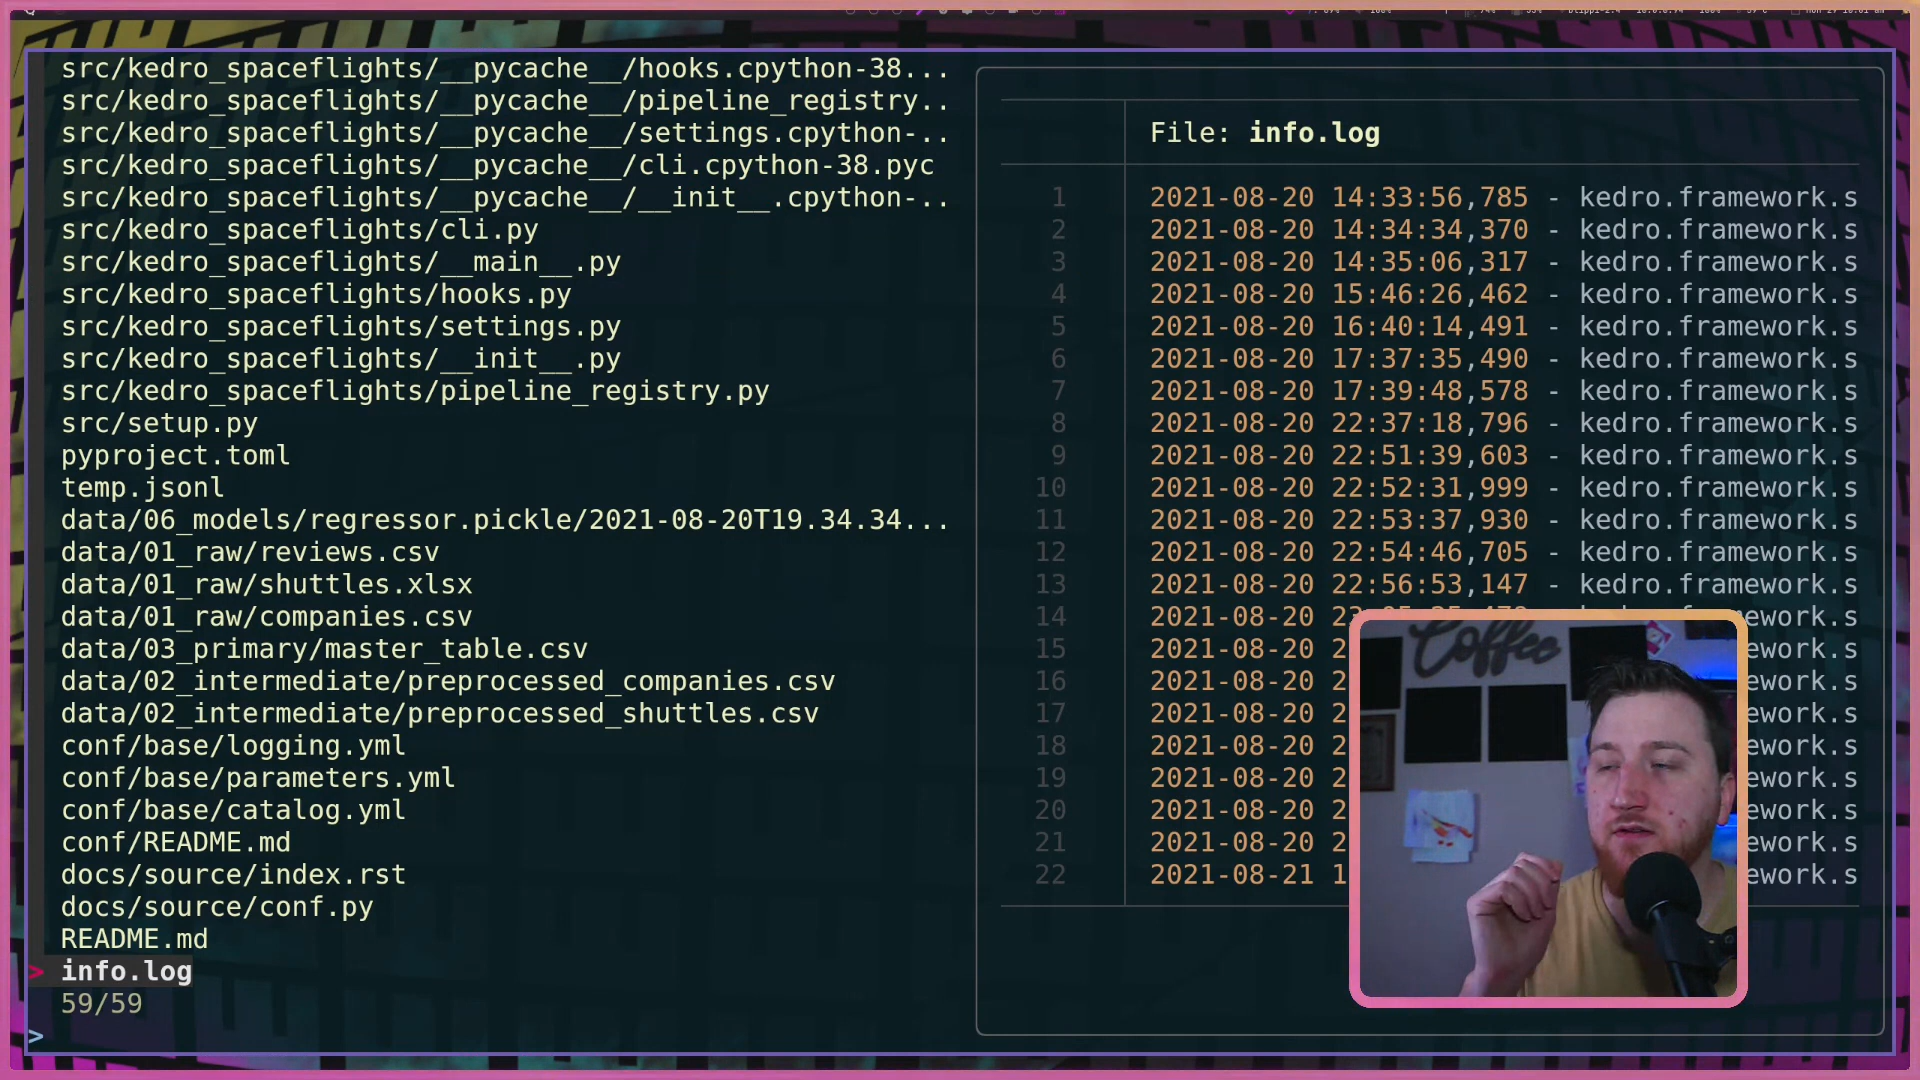 src/kedro_spaceflights/__pycache__/hooks.cpython-38...
src/kedro_spaceflights/__pycache__/pipeline_registry..
src/kedro_spaceflights/__pycache__/settings.cpython-..
src/kedro_spaceflights/__pycache__/cli.cpython-38.pyc
src/kedro_spaceflights/__pycache__/__init__.cpython-..
src/kedro_spaceflights/cli.py
src/kedro_spaceflights/__main__.py
src/kedro_spaceflights/hooks.py
src/kedro_spaceflights/settings.py
src/kedro_spaceflights/__init__.py
src/kedro_spaceflights/pipeline_registry.py
src/setup.py
pyproject.toml
temp.jsonl
data/06_models/regressor.pickle/2021-08-20T19.34.34...
data/01_raw/reviews.csv
data/01_raw/shuttles.xlsx
data/01_raw/companies.csv
data/03_primary/master_table.csv
data/02_intermediate/preprocessed_companies.csv
data/02_intermediate/preprocessed_shuttles.csv
conf/base/logging.yml
conf/base/parameters.yml
conf/base/catalog.yml
conf/README.md
docs/source/index.rst
docs/source/conf.py
README.md
> info.log
59/59
>
File: info.log
1 2021-08-20 14:33:56,785 - kedro.framework.s
2 2021-08-20 14:34:34,370 - kedro.framework.s
3 2021-08-20 14:35:06,317 - kedro.framework.s
4 2021-08-20 15:46:26,462 - kedro.framework.s
5 2021-08-20 16:40:14,491 - kedro.framework.s
6 2021-08-20 17:37:35,490 - kedro.framework.s
7 2021-08-20 17:39:48,578 - kedro.framework.s
8 2021-08-20 22:37:18,796 - kedro.framework.s
9 2021-08-20 22:51:39,603 - kedro.framework.s
10 2021-08-20 22:52:31,999 - kedro.framework.s
11 2021-08-20 22:53:37,930 - kedro.framework.s
12 2021-08-20 22:54:46,705 - kedro.framework.s
13 2021-08-20 22:56:53,147 - kedro.framework.s
14 2021-08-20 2 kedro.framework.s
15 2021-08-20 2 ework.s
16 2021-08-20 2 ework.s
17 2021-08-20 2 ework.s
18 2021-08-20 2 ework.s
19 2021-08-20 2 ework.s
20 2021-08-20 2 ework.s
21 2021-08-20 2 ework.s
22 2021-08-21 1 ework.s
Coffee